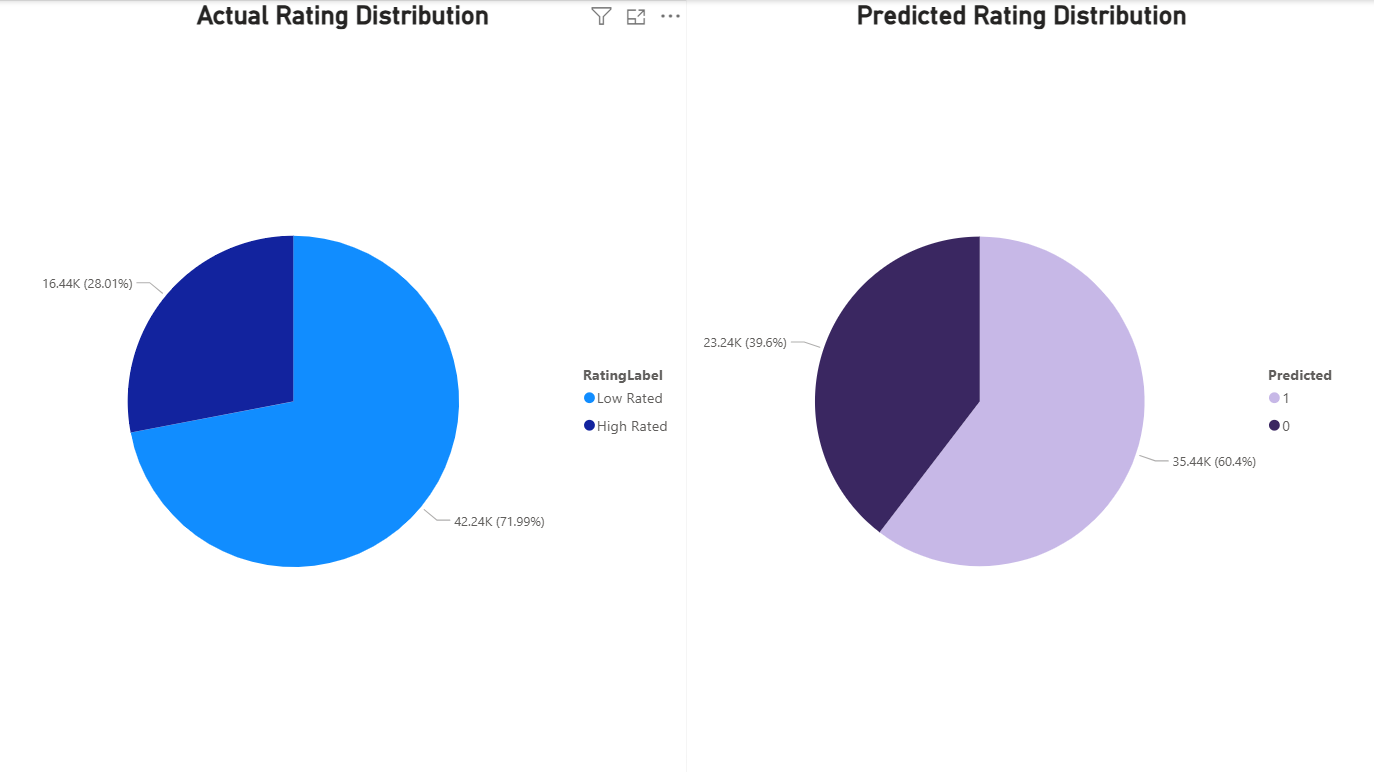 Actual Rating Distribution
16.44K (28.01%)
42.24K (71.99%)
RatingLabel
Low Rated
High Rated
Predicted Rating Distribution
23.24K (39.6%)
35.44K (60.4%)
Predicted
1
0